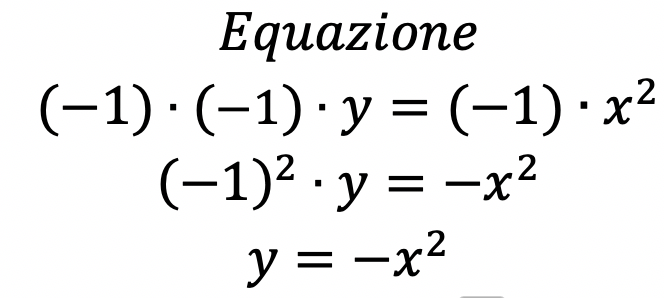 Equazione
(−1) · (−1) · y = (−1) · x²
(−1)² · y = −x²
y = −x²